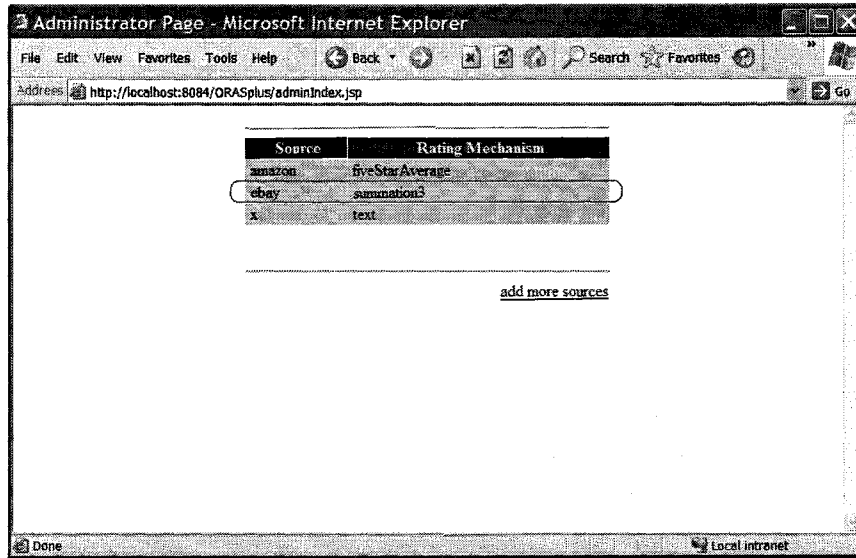 Administrator Page - Microsoft Internet Explorer
File Edit View Favorites Tools Help Back Search Favorites
Address http://localhost:8084/ORASplus/adminIndex.jsp Go
Source Rating Mechanism
amazon fiveStarAverage
ebay summation3
x text
add more sources
Done Local intranet